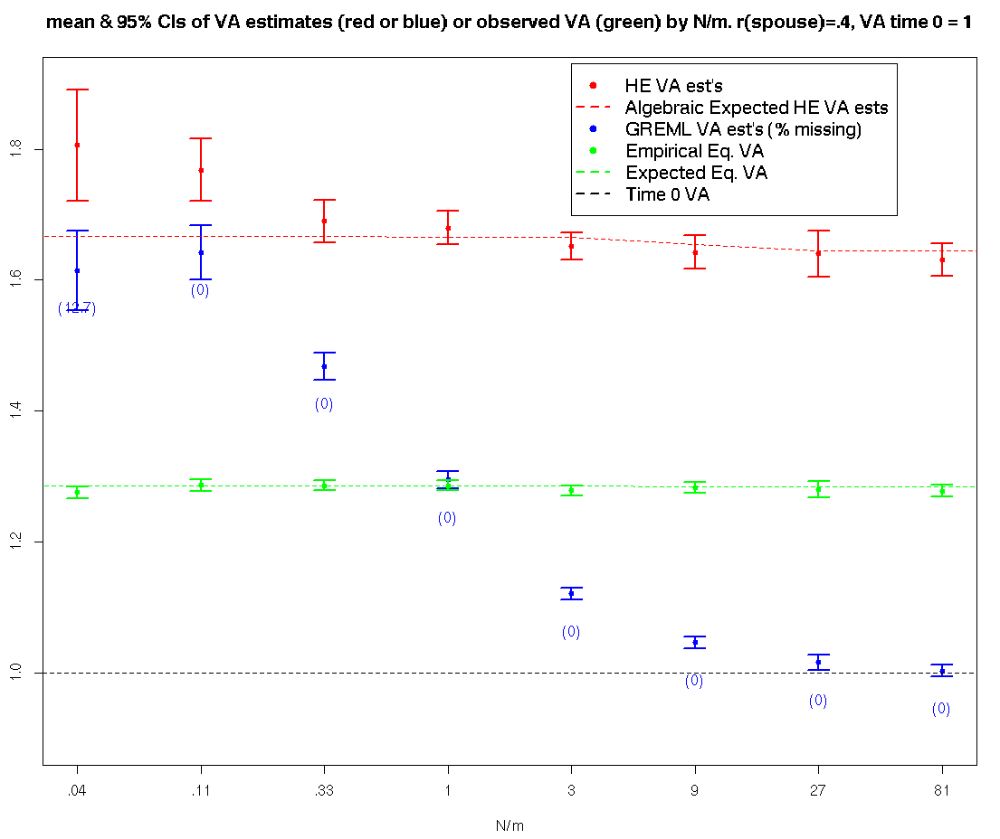 mean & 95% CIs of VA estimates (red or blue) or observed VA (green) by N/m. r(spouse)=.4, VA time 0 = 1
HE VA est's
Algebraic Expected HE VA ests
GREML VA est's (% missing)
Empirical Eq. VA
Expected Eq. VA
Time 0 VA
1.8
1.6
1.4
1.2
1.0
(12.7)
(0)
(0)
(0)
(0)
(0)
(0)
(0)
.04 .11 .33 1 3 9 27 81
N/m